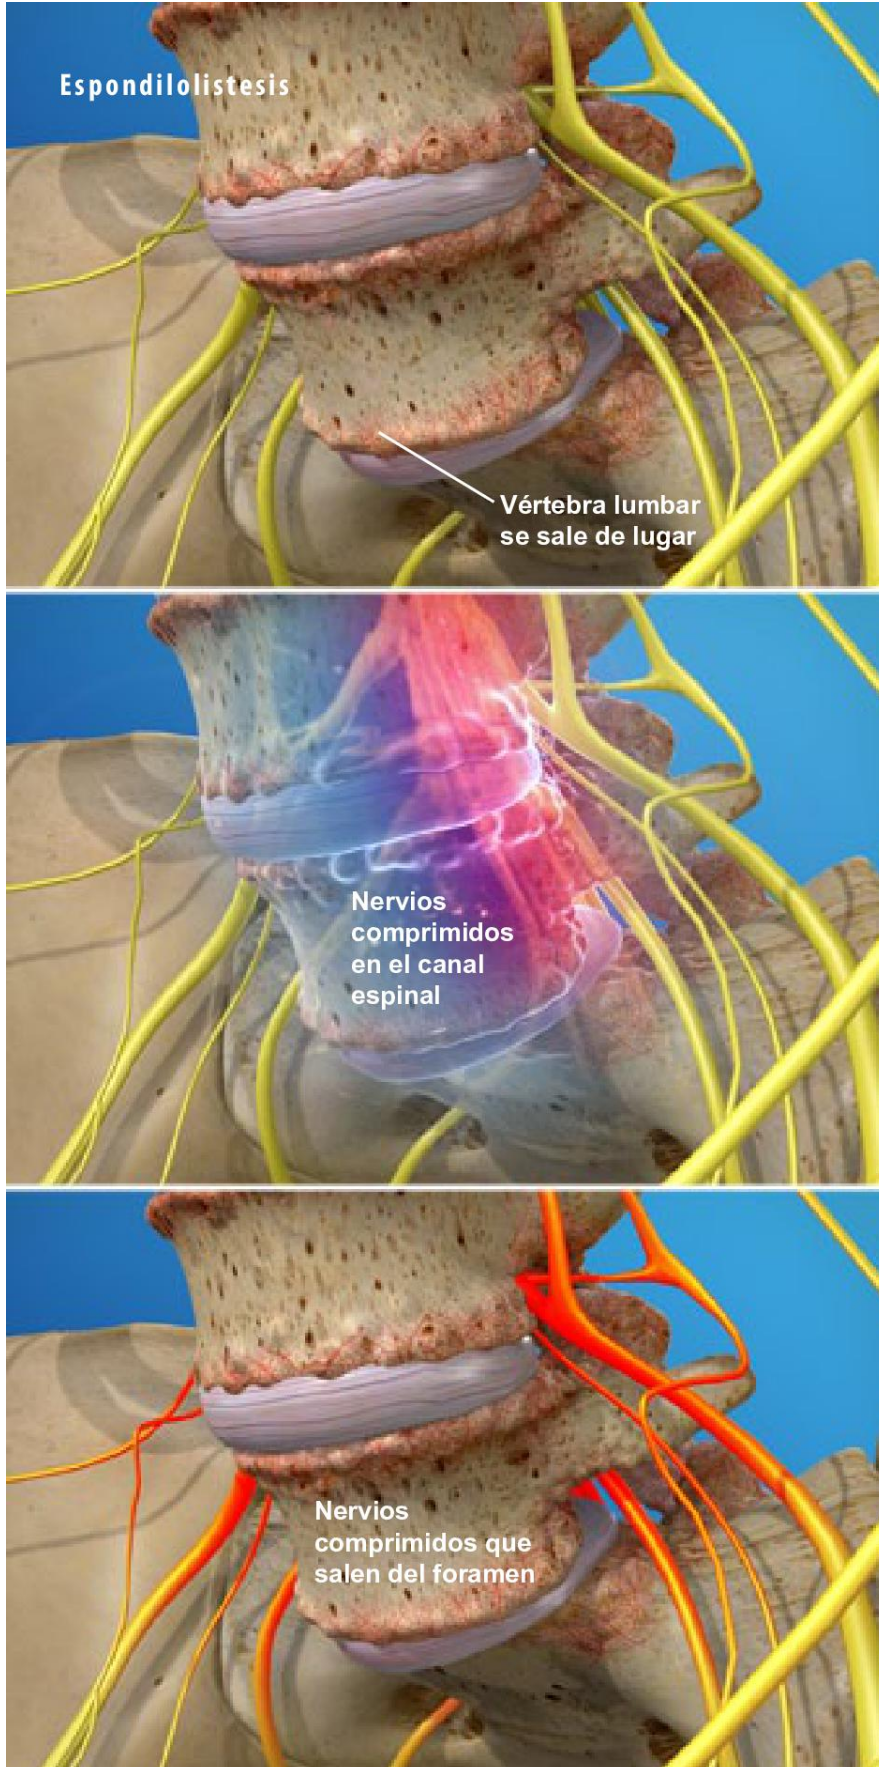 Espondilolistesis
Vértebra lumbar
se sale de lugar
Nervios
comprimidos
en el canal
espinal
Nervios
comprimidos que
salen del foramen